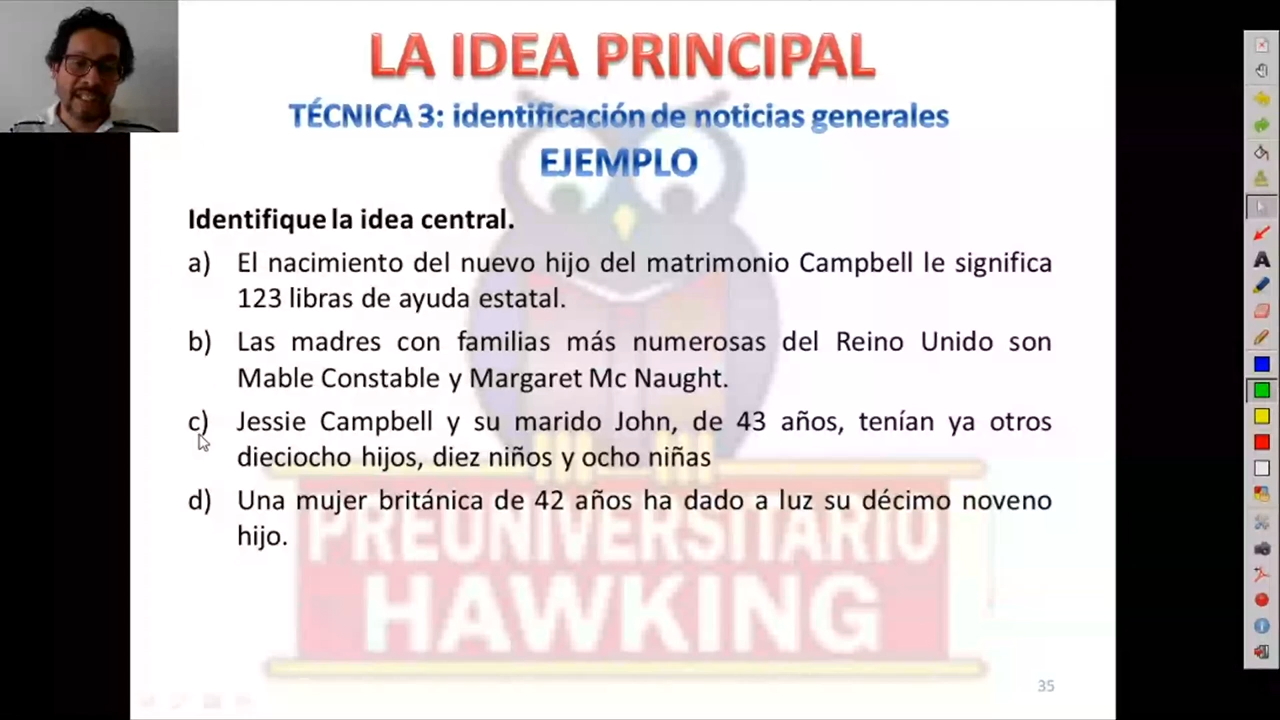 LA IDEA PRINCIPAL
TÉCNICA 3: identificación de noticias generales
EJEMPLO
Identifique la idea central.
a) El nacimiento del nuevo hijo del matrimonio Campbell le significa
123 libras de ayuda estatal.
b) Las madres con familias más numerosas del Reino Unido son
Mable Constable y Margaret Mc Naught.
c) Jessie Campbell y su marido John, de 43 años, tenían ya otros
dieciocho hijos, diez niños y ocho niñas
d) Una mujer británica de 42 años ha dado a luz su décimo noveno
hijo.
PREUNIVERSITARIO
HAWKING
35